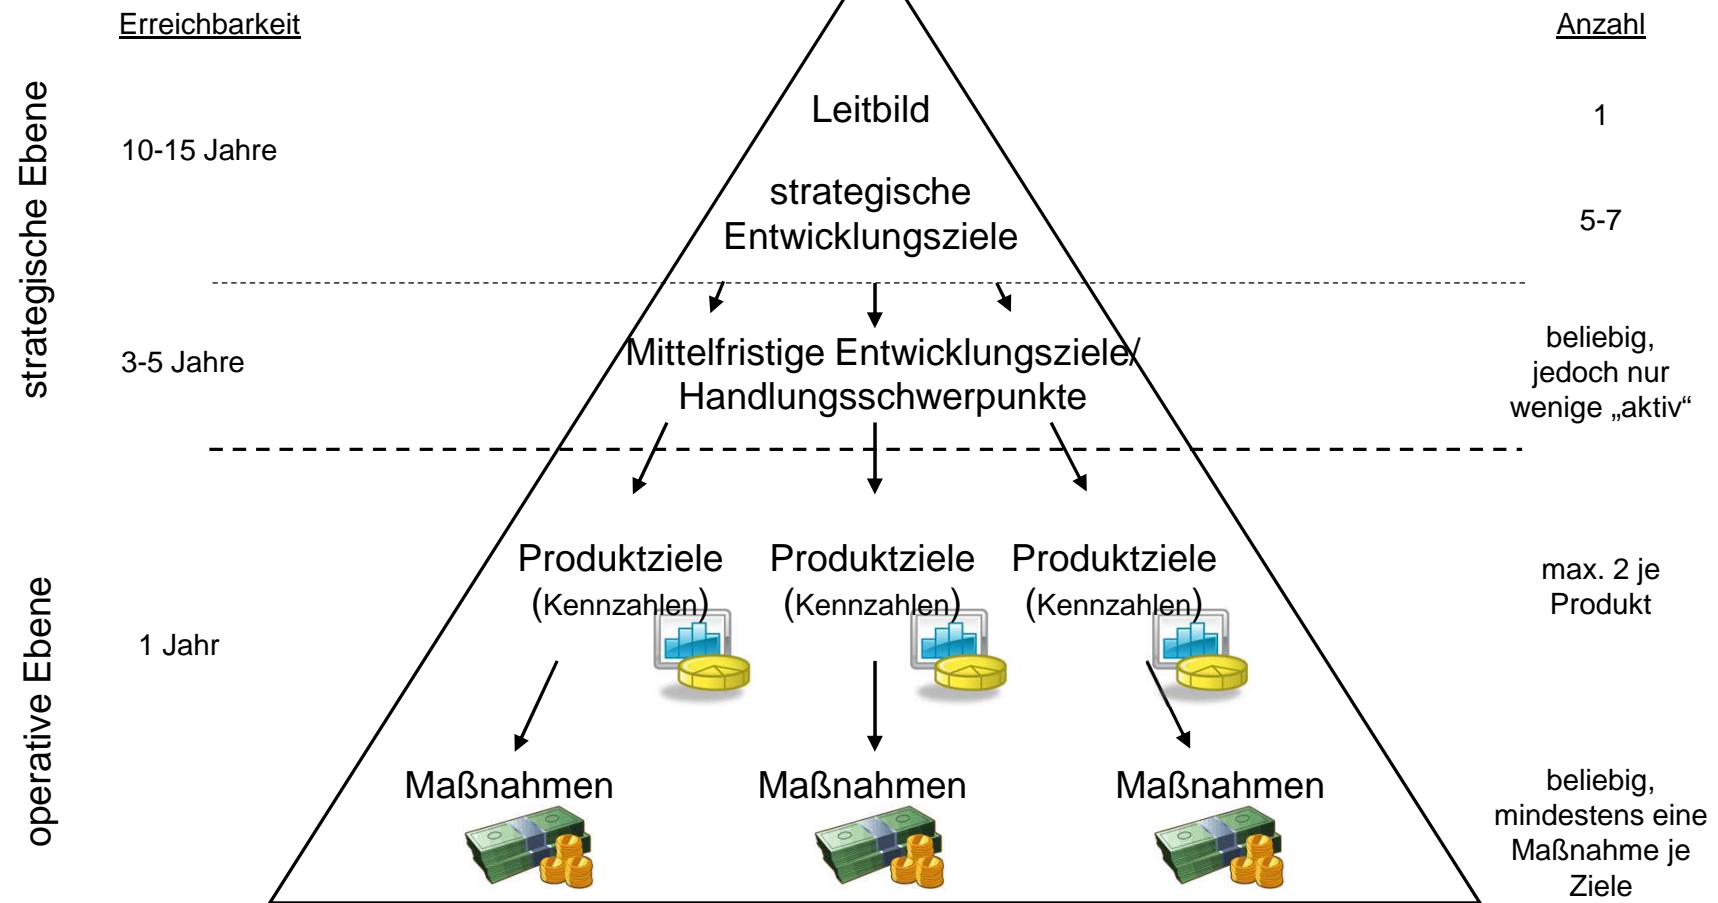 Erreichbarkeit
Anzahl
strategische Ebene
Leitbild
1
10-15 Jahre
strategische
Entwicklungsziele
5-7
3-5 Jahre
Mittelfristige Entwicklungsziele/
Handlungsschwerpunkte
beliebig,
jedoch nur
wenige „aktiv“
operative Ebene
1 Jahr
Produktziele
(Kennzahlen)
Produktziele
(Kennzahlen)
Produktziele
(Kennzahlen)
max. 2 je
Produkt
Maßnahmen
Maßnahmen
Maßnahmen
beliebig,
mindestens eine
Maßnahme je
Ziele